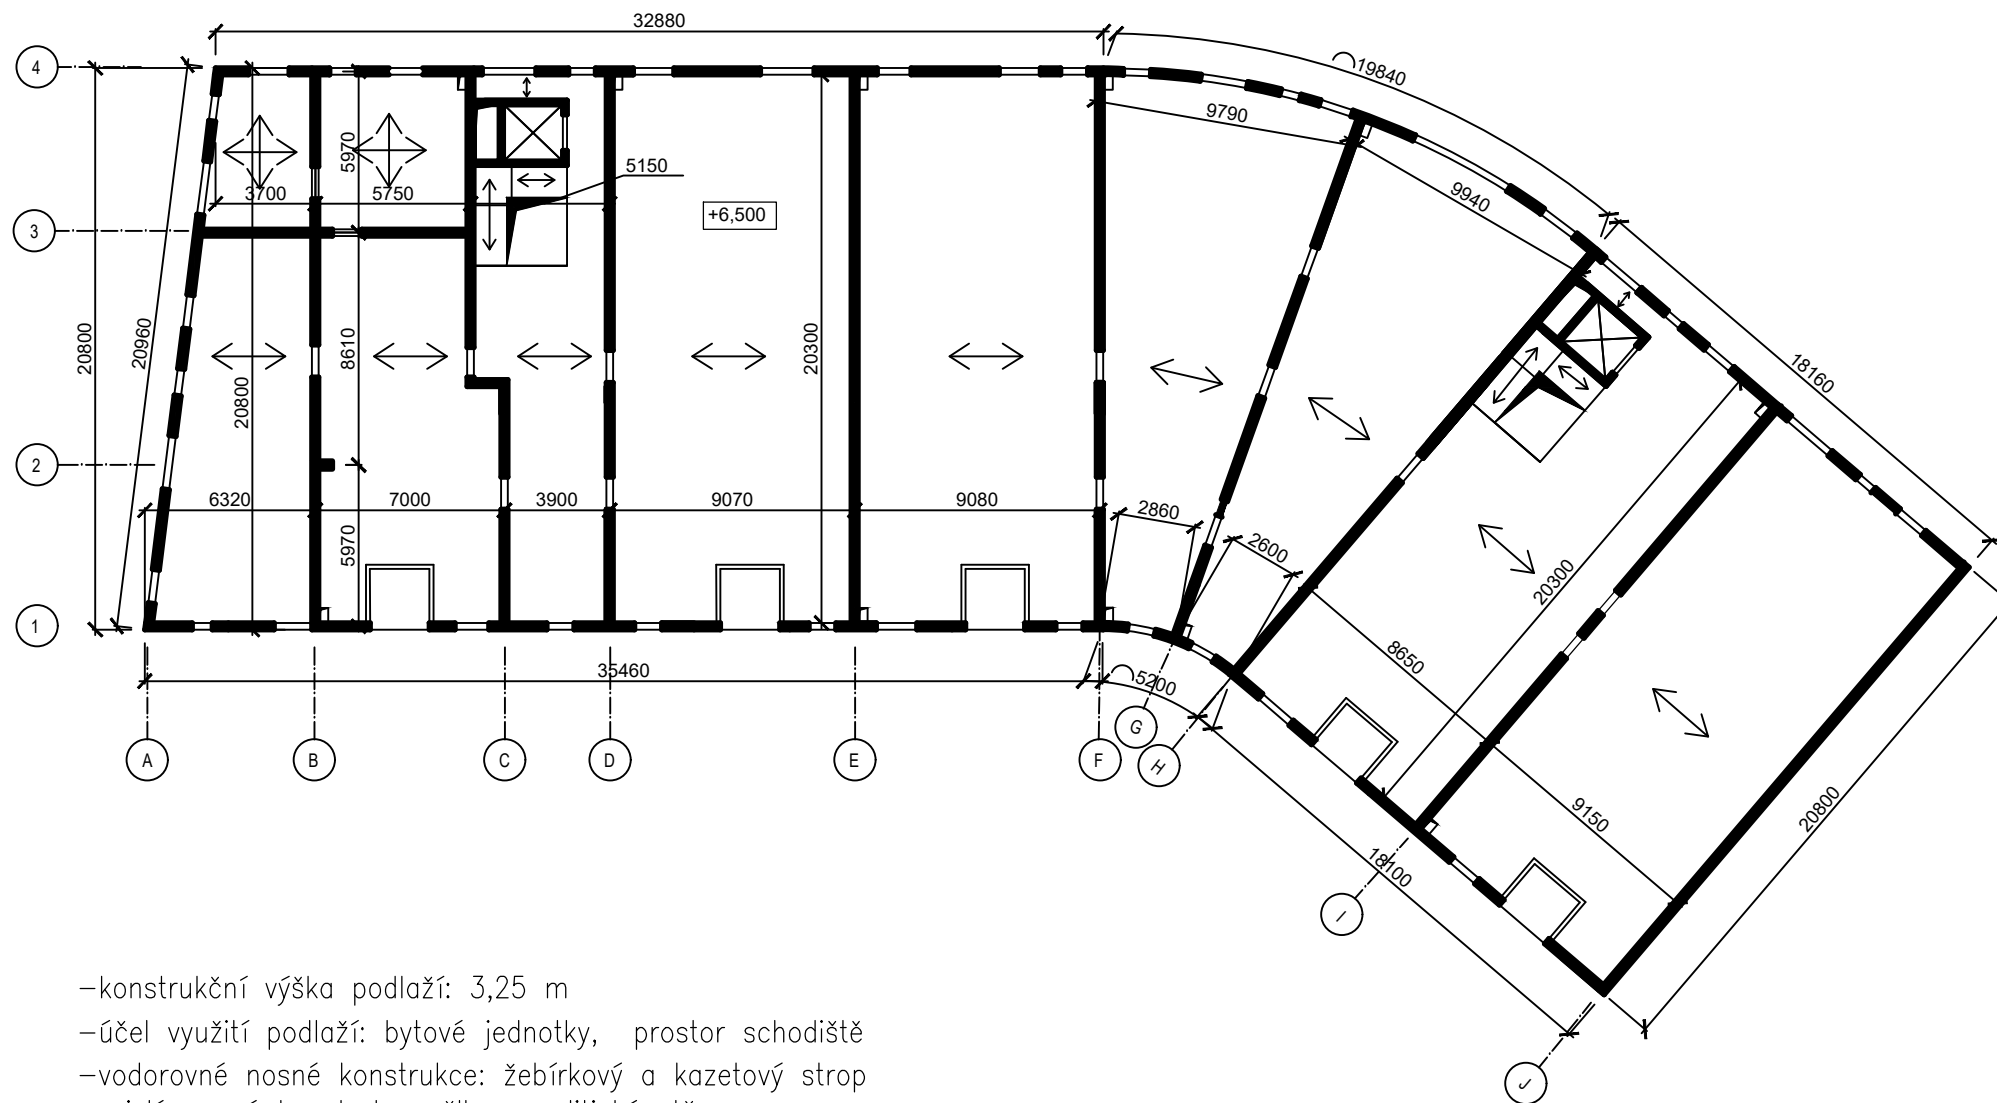 32880
19840
4
9790
5970
5150
9940
3700
5750
+6,500
3
20800
20960
20800
8610
20300
18160
2
6320
7000
3900
9070
9080
2860
2600
20300
5970
8650
1
35460
5200
9150
20800
A
B
C
D
E
F
G
H
18100
I
J
-konstrukční výška podlaží: 3,25 m
-účel využití podlaží: bytové jednotky, prostor schodiště
-vodorovné nosné konstrukce: žebírkový a kazetový strop